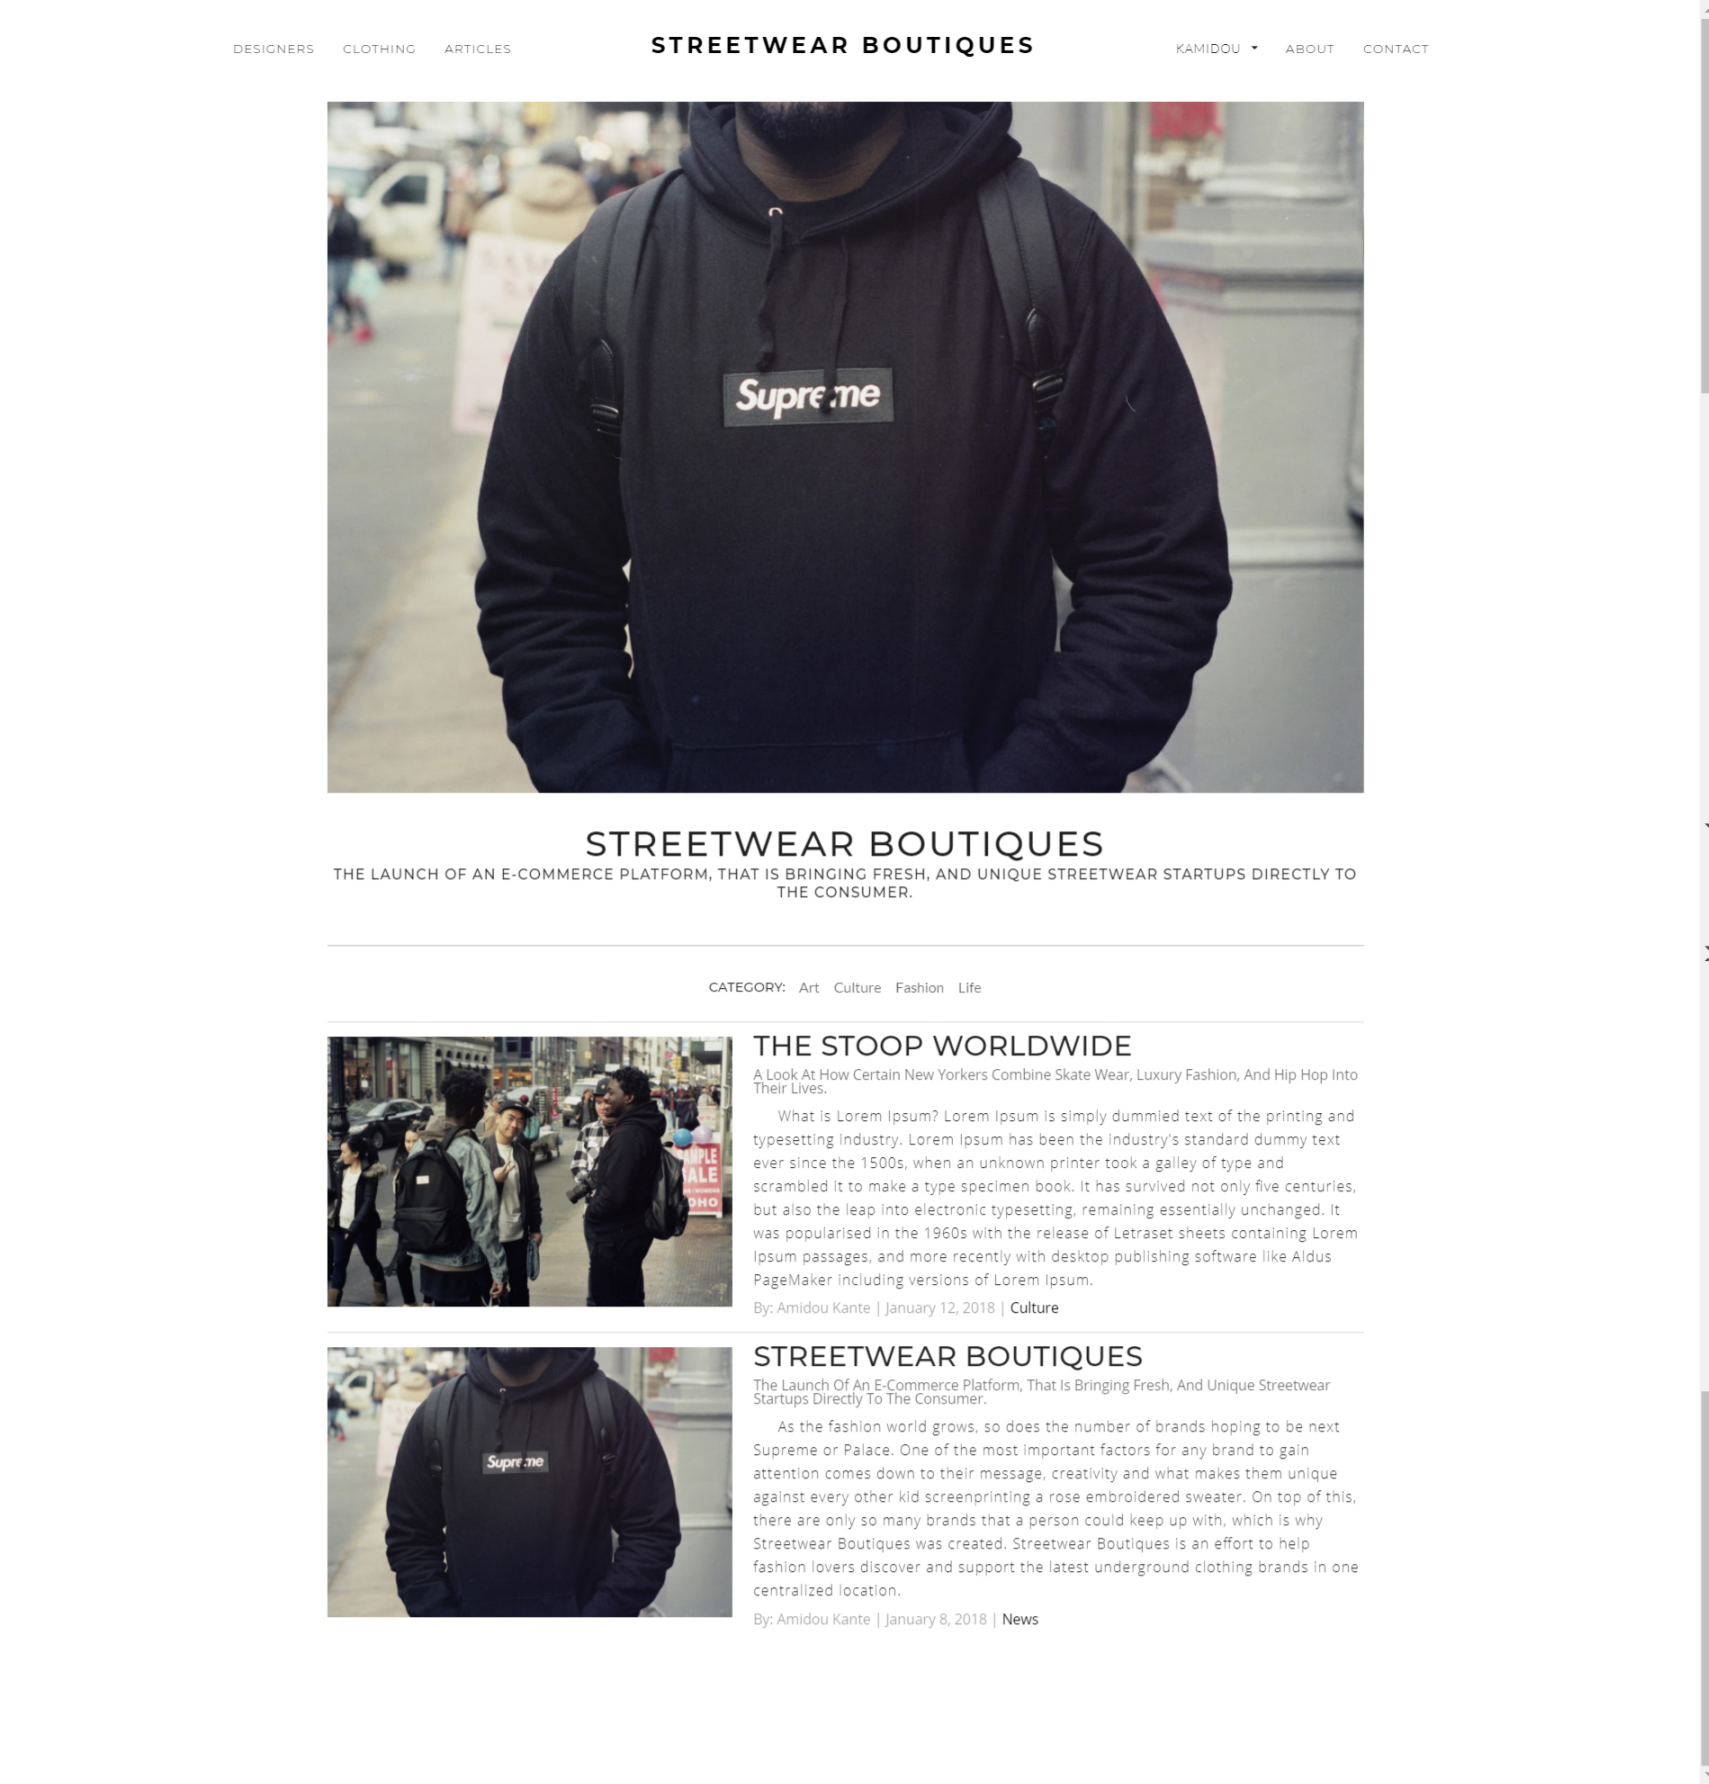 DESIGNERS CLOTHING ARTICLES STREETWEAR BOUTIQUES KAMIDOU ABOUT CONTACT
Supreme
STREETWEAR BOUTIQUES
THE LAUNCH OF AN E-COMMERCE PLATFORM, THAT IS BRINGING FRESH, AND UNIQUE STREETWEAR STARTUPS DIRECTLY TO
THE CONSUMER.
CATEGORY: Art Culture Fashion Life
THE STOOP WORLDWIDE
A Look At How Certain New Yorkers Combine Skate Wear, Luxury Fashion, And Hip Hop Into
Their Lives.
What is Lorem Ipsum? Lorem Ipsum is simply dummied text of the printing and
typesetting industry. Lorem Ipsum has been the industry's standard dummy text
ever since the 1500s, when an unknown printer took a galley of type and
scrambled it to make a type specimen book. It has survived not only five centuries,
but also the leap into electronic typesetting, remaining essentially unchanged. It
was popularised in the 1960s with the release of Letraset sheets containing Lorem
Ipsum passages, and more recently with desktop publishing software like Aldus
PageMaker including versions of Lorem Ipsum.
By: Amidou Kante | January 12, 2018 | Culture
STREETWEAR BOUTIQUES
The Launch Of An E-Commerce Platform, That Is Bringing Fresh, And Unique Streetwear
Startups Directly To The Consumer.
As the fashion world grows, so does the number of brands hoping to be next
Supreme or Palace. One of the most important factors for any brand to gain
attention comes down to their message, creativity and what makes them unique
against every other kid screenprinting a rose embroidered sweater. On top of this,
there are only so many brands that a person could keep up with, which is why
Streetwear Boutiques was created. Streetwear Boutiques is an effort to help
fashion lovers discover and support the latest underground clothing brands in one
centralized location.
Supreme
By: Amidou Kante | January 8, 2018 | News